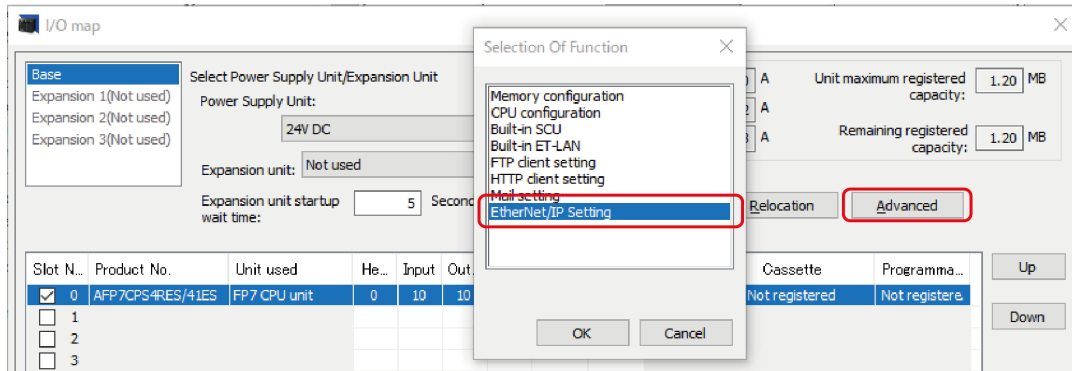 I/O map
Selection Of Function
Base
Expansion 1(Not used)
Expansion 2(Not used)
Expansion 3(Not used)
Select Power Supply Unit/Expansion Unit
Power Supply Unit:
24V DC
Expansion unit: Not used
Expansion unit startup
wait time:
5 Second
Memory configuration
CPU configuration
Built-in SCU
Built-in ET-LAN
FTP client setting
HTTP client setting
Mail setting
EtherNet/IP Setting
OK Cancel
A
A
A
Unit maximum registered
capacity:
1.20 MB
Remaining registered
capacity:
1.20 MB
Relocation Advanced
Slot N... Product No. Unit used He... Input Out. Cassette Programma...
0 AFP7CPS4RES/41ES FP7 CPU unit 0 10 10 Not registered Not registere
1
2
3
Up
Down